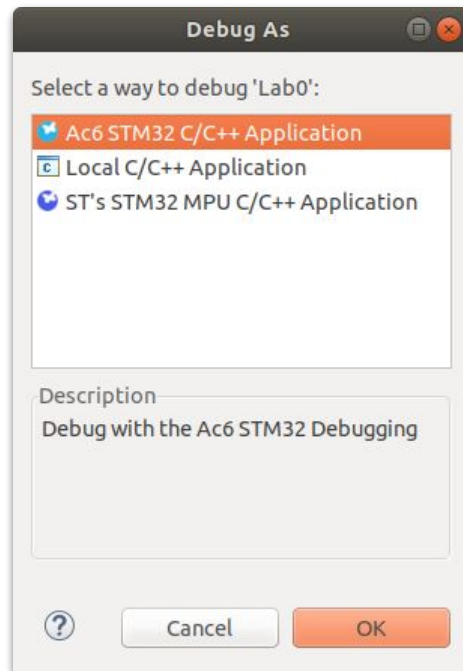 Debug As
Select a way to debug 'Lab0':
Ac6 STM32 C/C++ Application
Local C/C++ Application
ST's STM32 MPU C/C++ Application
Description
Debug with the Ac6 STM32 Debugging
Cancel
OK